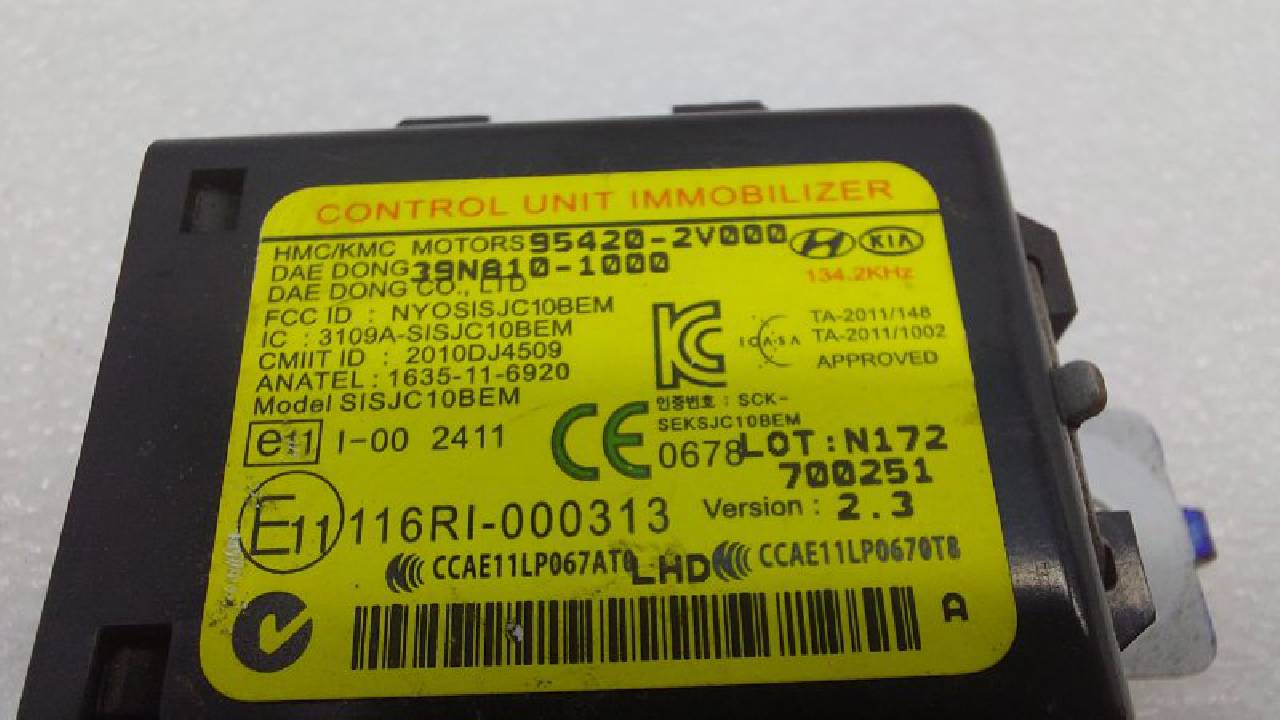 CONTROL UNIT IMMOBILIZER
HMC/KMC MOTORS 95420-2V000 KIA
DAE DONG 39NA10-1000 134.2KHz
DAE DONG CO., LTD
FCC ID : NYOSISJC10BEM
IC : 3109A-SISJC10BEM
CMIIT ID : 2010DJ4509
ANATEL : 1635-11-6920
Model SISJC10BEM
ICASA
TA-2011/148
TA-2011/1002
APPROVED
인증번호 : SCK-
SEKSJC10BEM
e11 I-00 2411
CE 0678 LOT:N172
700251
E11 116RI-000313 Version : 2.3
CCAE11LP067AT0 LHD CCAE11LP0670T8
A